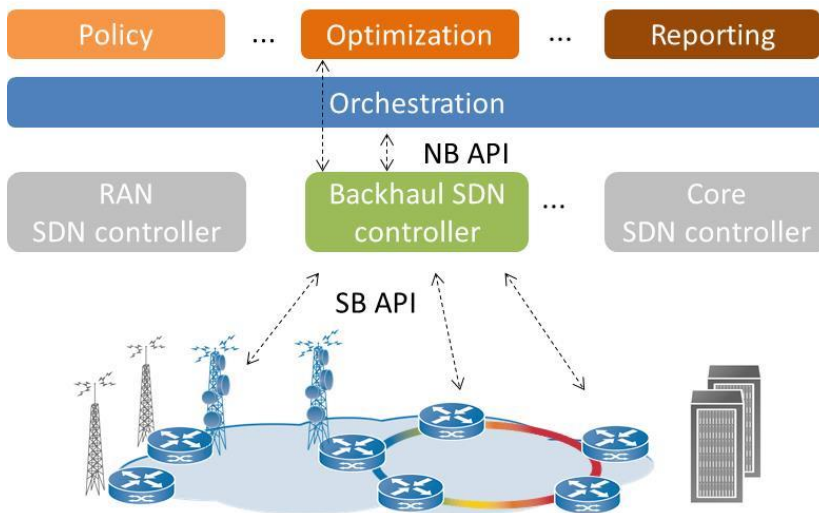 Policy ... Optimization ... Reporting
Orchestration
NB API
RAN
SDN controller
Backhaul SDN
controller
...
Core
SDN controller
SB API